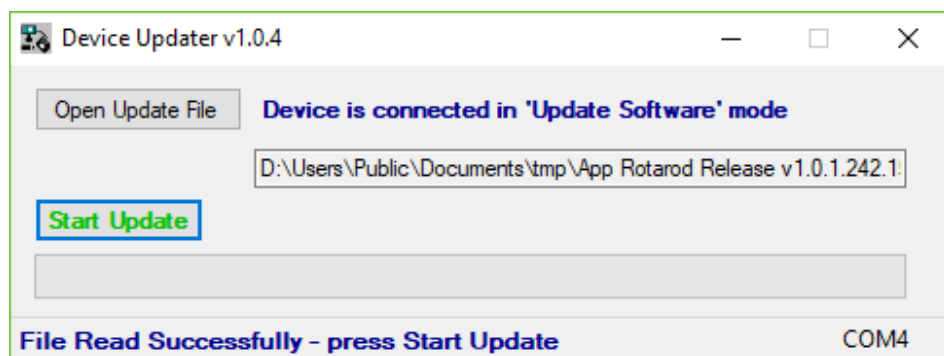 Device Updater v1.0.4
Open Update File Device is connected in 'Update Software' mode
D:\Users\Public\Documents\tmp\App Rotarod Release v1.0.1.242.1
Start Update
File Read Successfully - press Start Update COM4